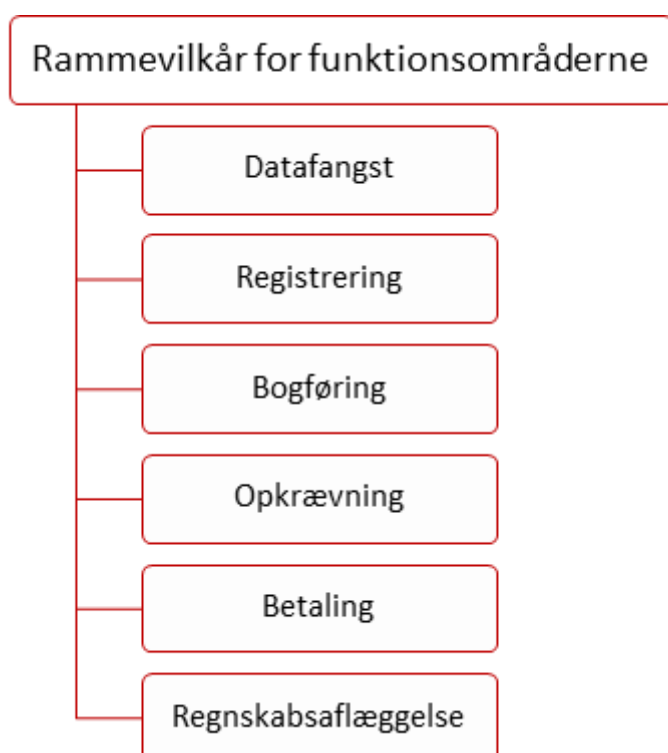 Rammevilkår for funktionsområderne
Datafangst
Registrering
Bogføring
Opkrævning
Betaling
Regnskabsaflæggelse